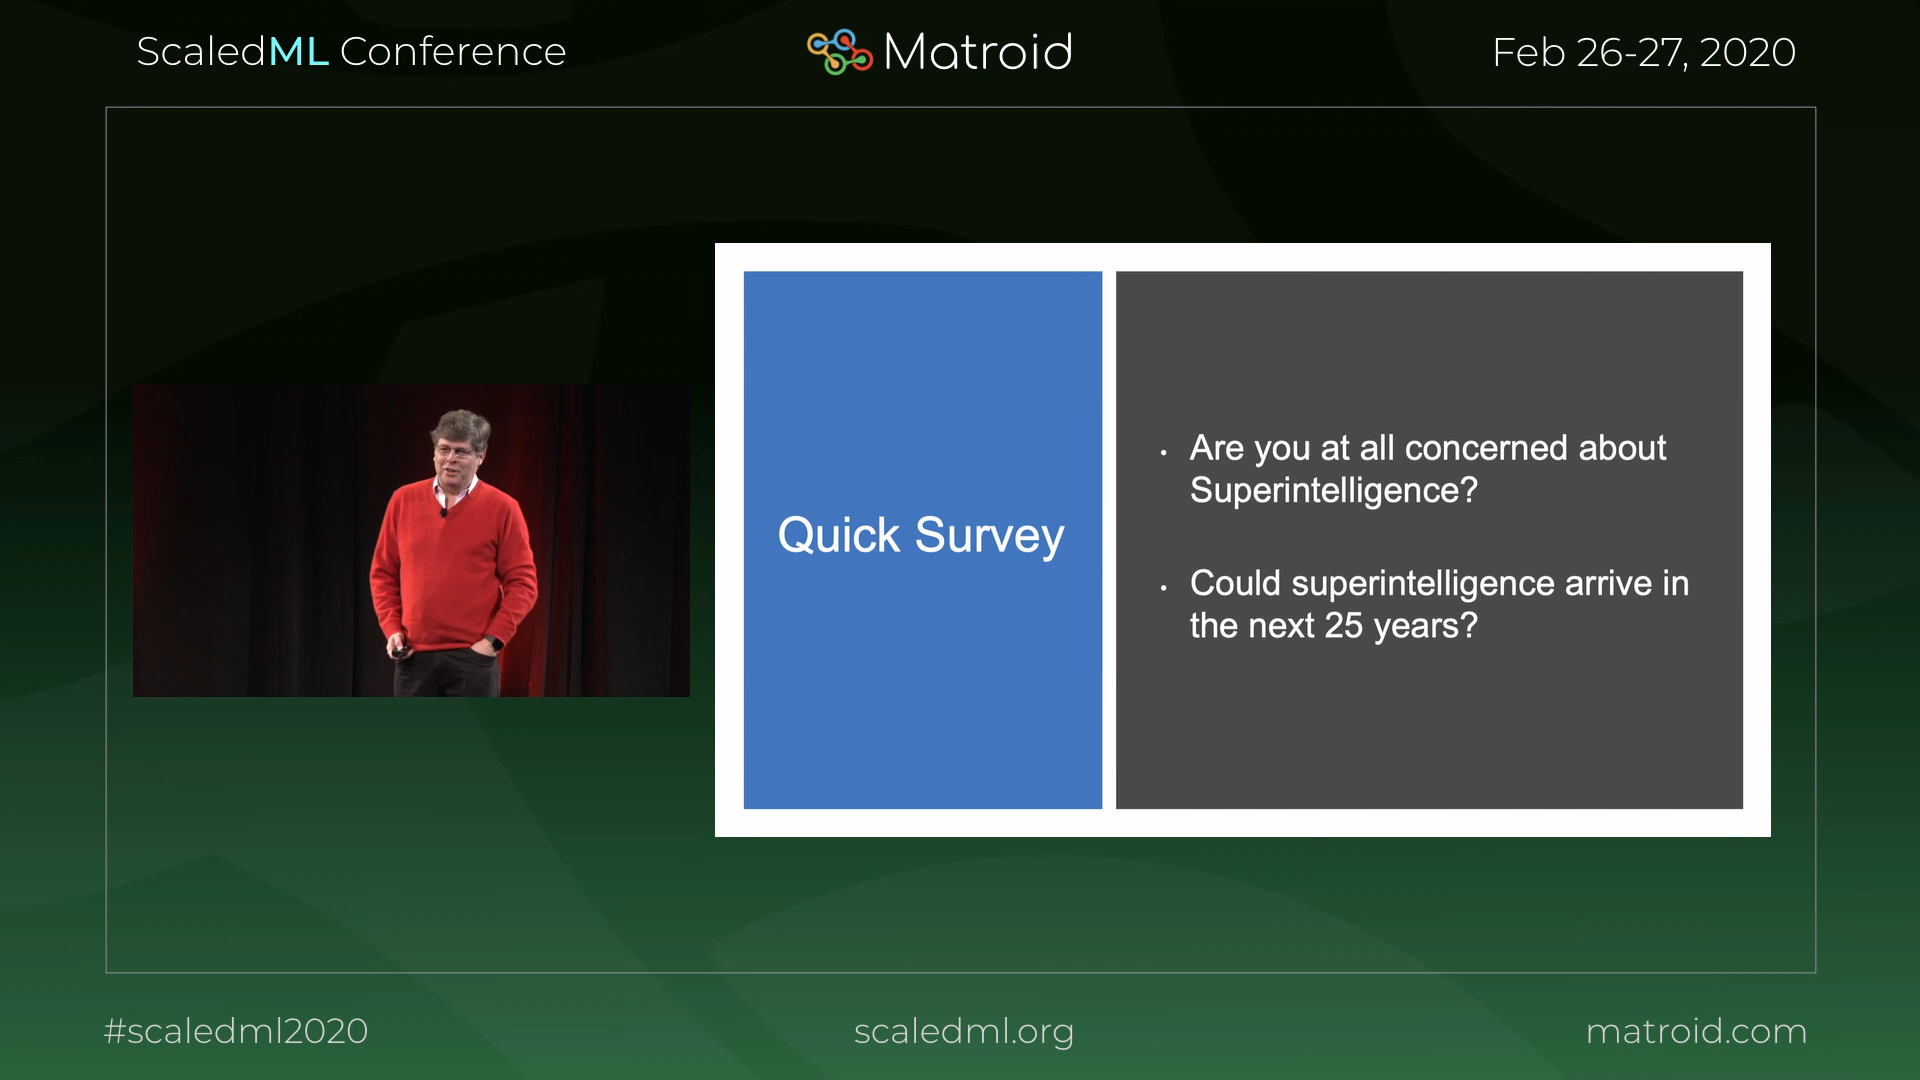 ScaledML Conference
Matroid
Feb 26-27, 2020
Quick Survey
• Are you at all concerned about
Superintelligence?
• Could superintelligence arrive in
the next 25 years?
#scaledml2020
scaledml.org
matroid.com